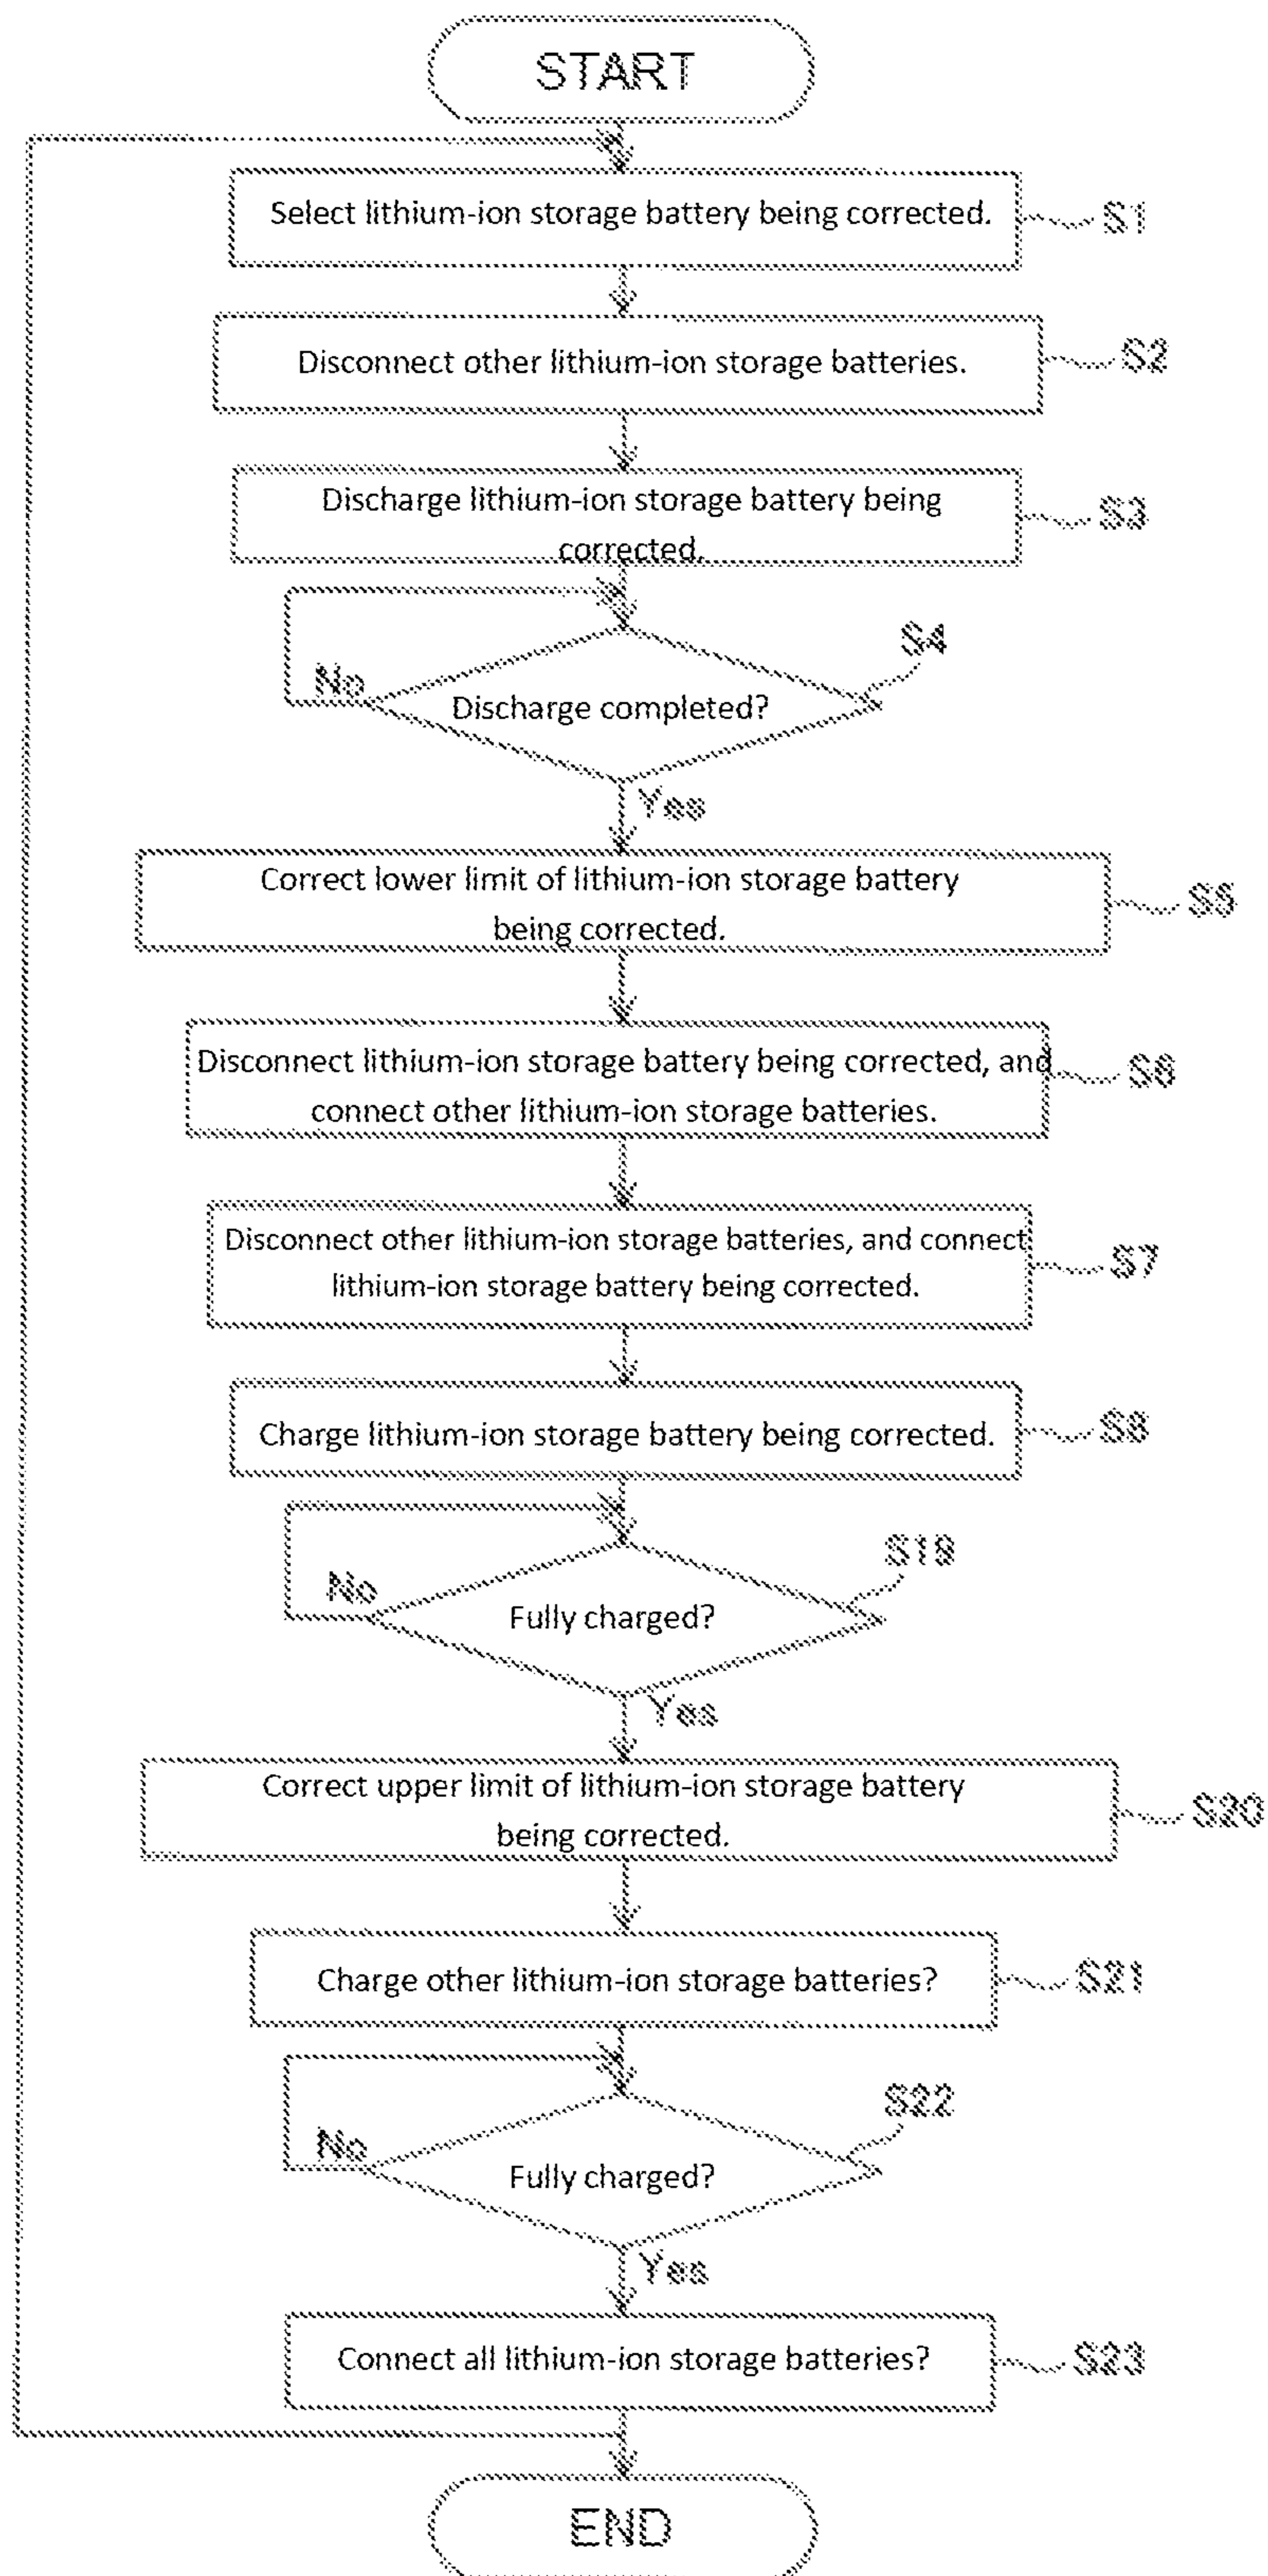 START
Select lithium-ion storage battery being corrected.
S1
Disconnect other lithium-ion storage batteries.
S2
Discharge lithium-ion storage battery being
corrected.
S3
S4
No
Discharge completed?
Yes
Correct lower limit of lithium-ion storage battery
being corrected.
S5
Disconnect lithium-ion storage battery being corrected, and
connect other lithium-ion storage batteries.
S6
Disconnect other lithium-ion storage batteries, and connect
lithium-ion storage battery being corrected.
S7
Charge lithium-ion storage battery being corrected.
S8
S19
No
Fully charged?
Yes
Correct upper limit of lithium-ion storage battery
being corrected.
S20
Charge other lithium-ion storage batteries?
S21
S22
No
Fully charged?
Yes
Connect all lithium-ion storage batteries?
S23
END